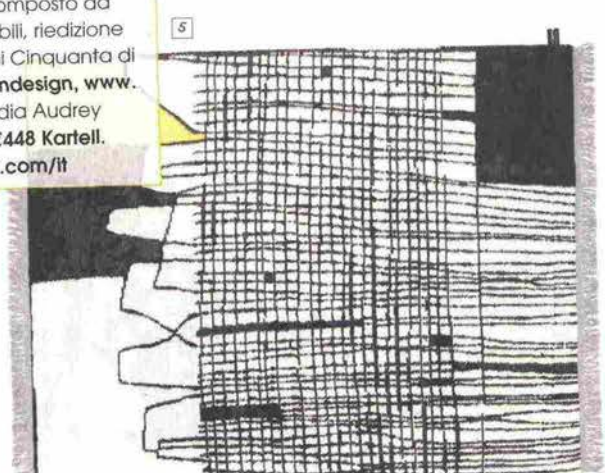 omposto da
bili, riedizione
i Cinquanta di
ndesign, www.
dia Audrey
€448 Kartell.
.com/it
5